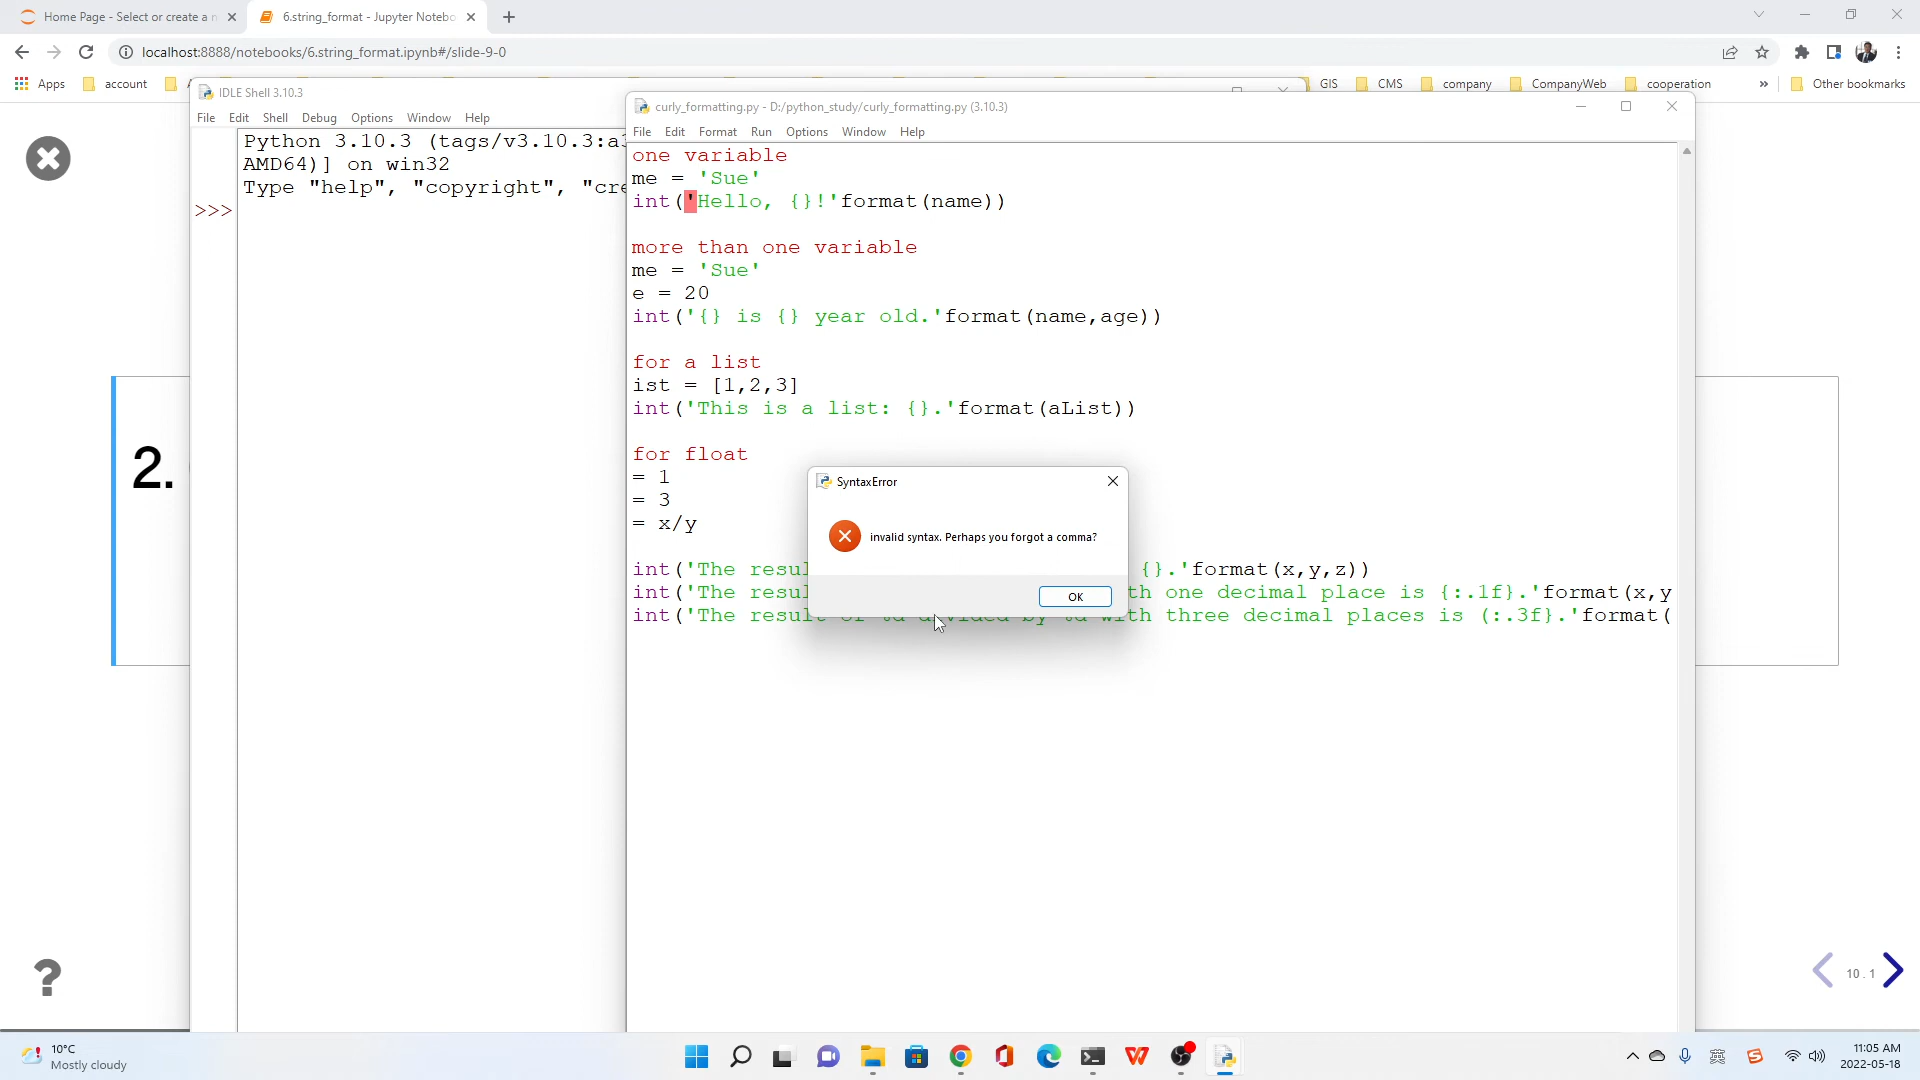 Home Page - Select or create a n
6.string_format - Jupyter Notebo
localhost:8888/notebooks/6.string_format.ipynb#/slide-9-0
Apps
account
GIS
CMS
company
CompanyWeb
cooperation
»
Other bookmarks
IDLE Shell 3.10.3
File Edit Shell Debug Options Window Help
Python 3.10.3 (tags/v3.10.3:a3
AMD64)] on win32
Type "help", "copyright", "cre
>>>
curly_formatting.py - D:/python_study/curly_formatting.py (3.10.3)
File Edit Format Run Options Window Help
one variable
me = 'Sue'
int('Hello, {}!'format(name))
more than one variable
me = 'Sue'
e = 20
int('{} is {} year old.'format(name,age))
for a list
ist = [1,2,3]
int('This is a list: {}.'format(aList))
for float
= 1
= 3
= x/y
int('The resul {}.'format(x,y,z))
int('The resul th one decimal place is {:.1f}.'format(x,y
int('The result of %d divided by %d with three decimal places is (:.3f}.'format(
SyntaxError
invalid syntax. Perhaps you forgot a comma?
OK
2.
?
10 . 1
10°C
Mostly cloudy
英
11:05 AM
2022-05-18